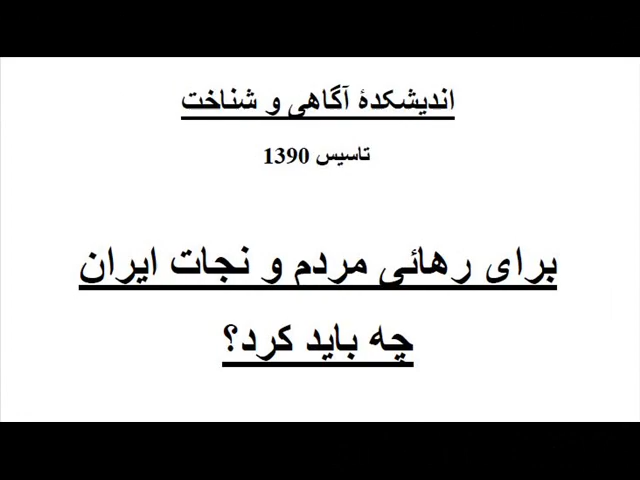 اندیشکدهٔ آگاهی و شناخت
تاسیس 1390
برای رهائی مردم و نجات ایران
چه باید کرد؟